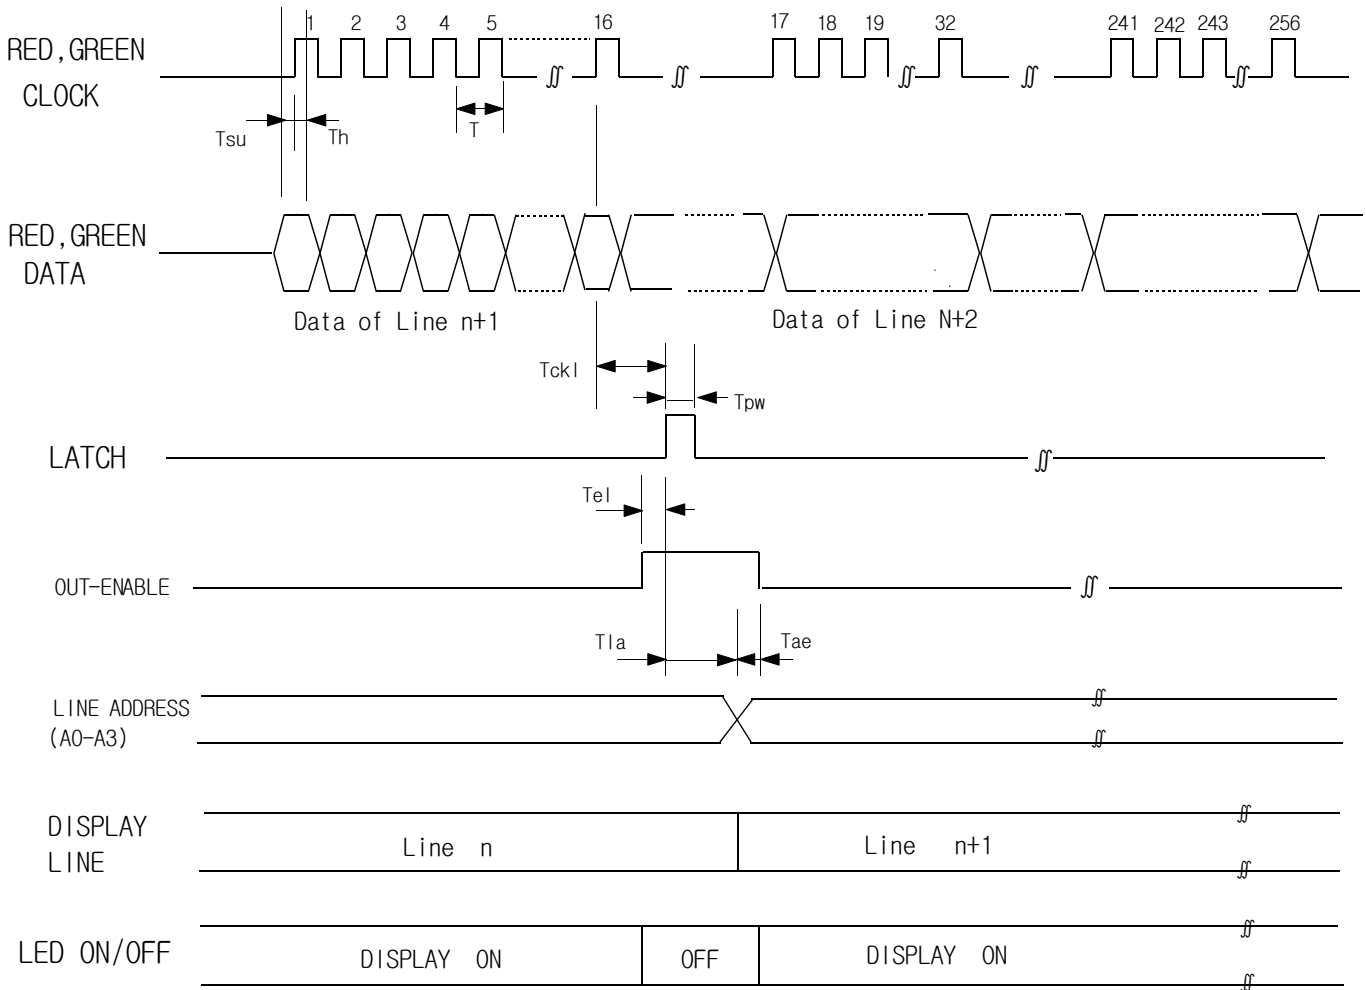 1 2 3 4 5 16 17 18 19 32 241 242 243 256
RED,GREEN
CLOCK
Tsu Th T
RED,GREEN
DATA
Data of Line n+1 Data of Line N+2
Tckl
Tpw
LATCH
Tel
OUT-ENABLE
Tla Tae
LINE ADDRESS
(A0-A3)
DISPLAY
LINE
Line n Line n+1
LED ON/OFF
DISPLAY ON OFF DISPLAY ON